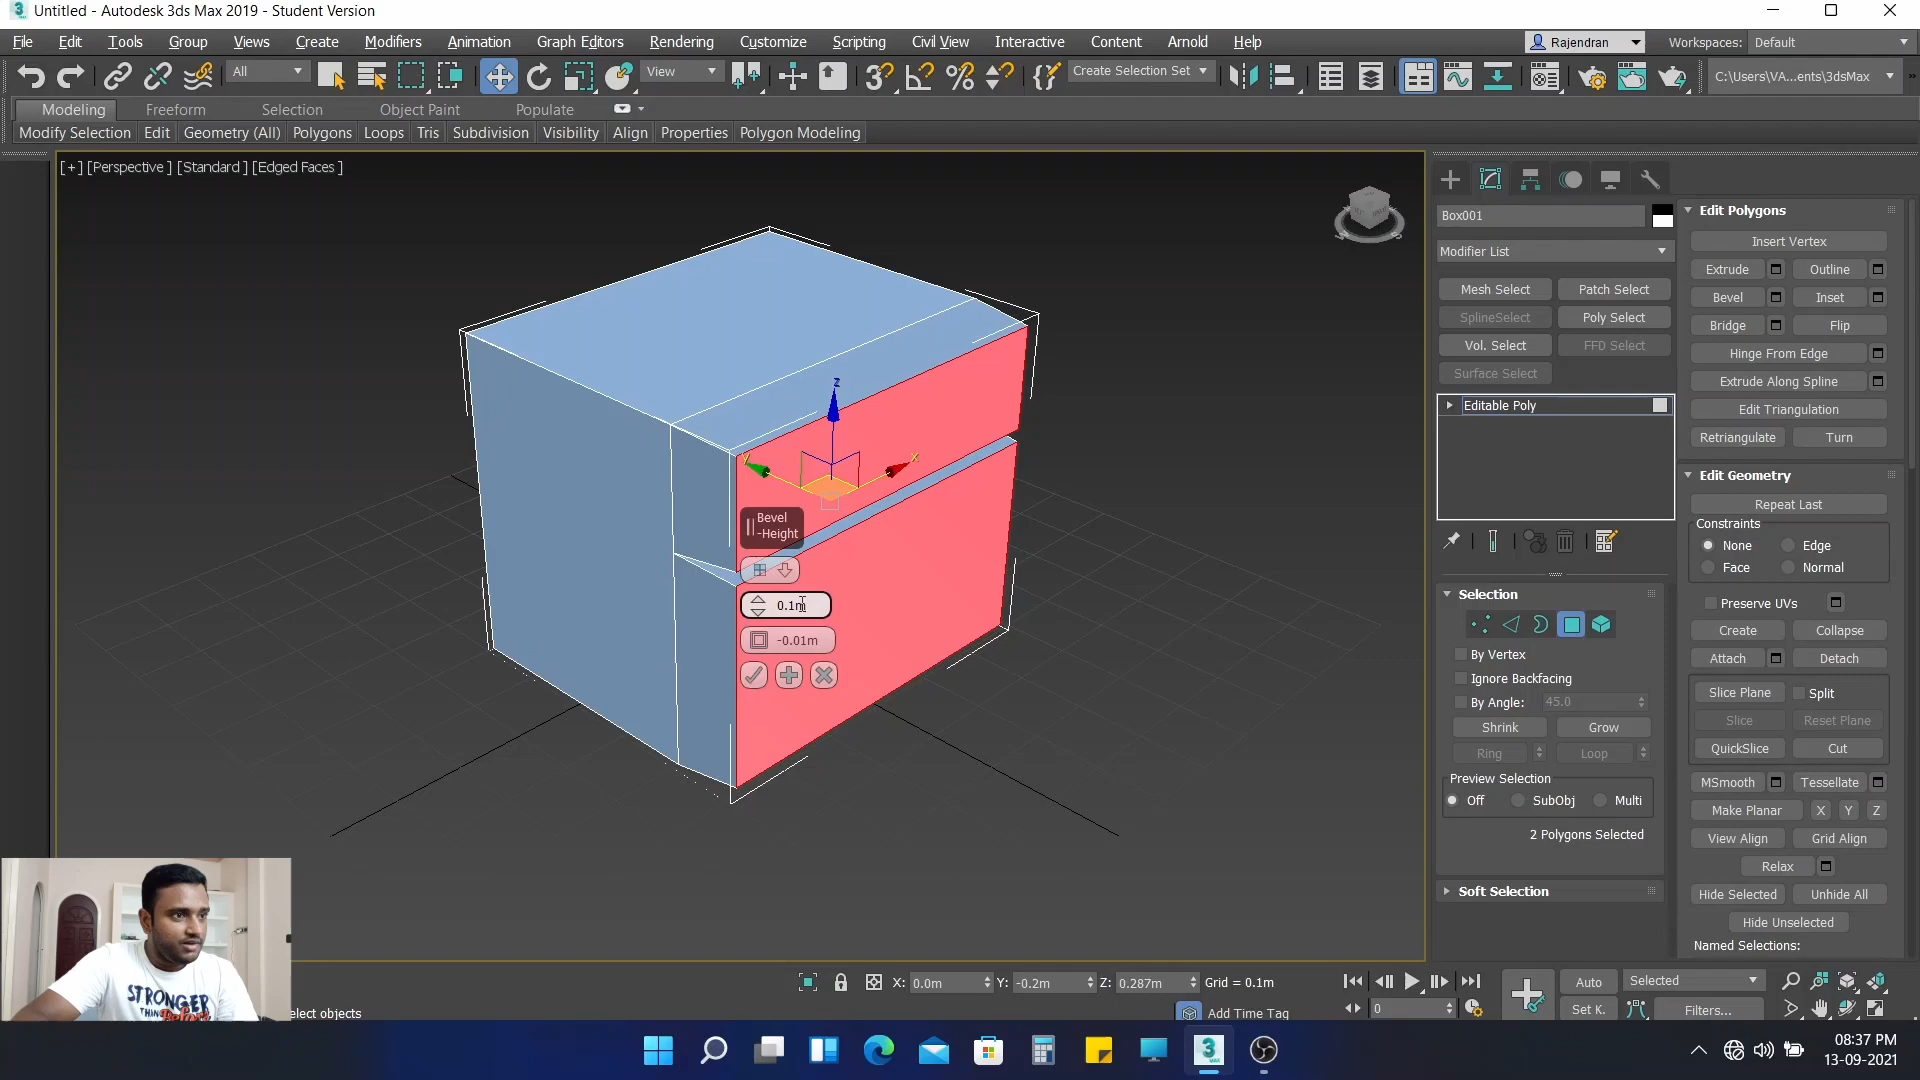 Untitled - Autodesk 3ds Max 2019 - Student Version
File Edit Tools Group Views Create Modifiers Animation Graph Editors Rendering Customize Scripting Civil View Interactive Content Arnold Help Rajendran Workspaces: Default
All View Create Selection Set C:\Users\VA...ents\3dsMax
Modeling Freeform Selection Object Paint Populate
Modify Selection Edit Geometry (All) Polygons Loops Tris Subdivision Visibility Align Properties Polygon Modeling
[+] [Perspective ] [Standard ] [Edged Faces ]
z
y
x
Bevel
-Height
0.1m
-0.01m
Box001
Modifier List
Mesh Select Patch Select
SplineSelect Poly Select
Vol. Select FFD Select
Surface Select
Editable Poly
Selection
By Vertex
Ignore Backfacing
By Angle: 45.0
Shrink Grow
Ring Loop
Preview Selection
Off SubObj Multi
2 Polygons Selected
Soft Selection
Edit Polygons
Insert Vertex
Extrude Outline
Bevel Inset
Bridge Flip
Hinge From Edge
Extrude Along Spline
Edit Triangulation
Retriangulate Turn
Edit Geometry
Repeat Last
Constraints
None Edge
Face Normal
Preserve UVs
Create Collapse
Attach Detach
Slice Plane Split
Slice Reset Plane
QuickSlice Cut
MSmooth Tessellate
Make Planar X Y Z
View Align Grid Align
Relax
Hide Selected Unhide All
Hide Unselected
Named Selections:
STRONGER
THAN
Before
elect objects
X: 0.0m Y: -0.2m Z: 0.287m Grid = 0.1m
Add Time Tag
0
Auto Selected
Set K. Filters...
3
MAX
08:37 PM
13-09-2021